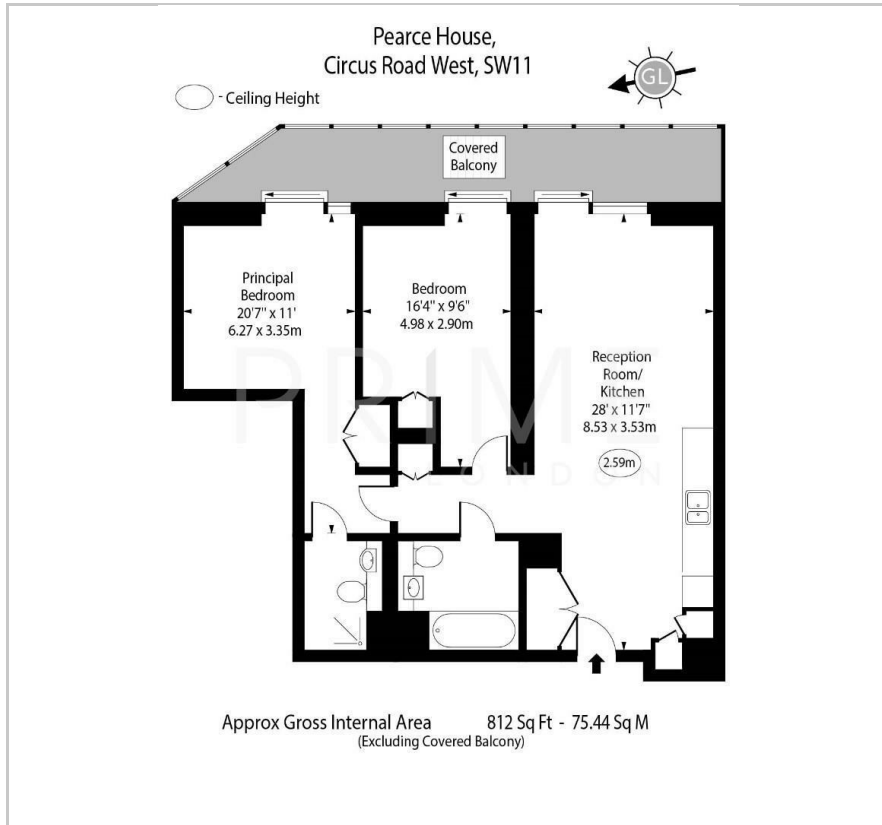 Pearce House,
Circus Road West, SW11
GL
- Ceiling Height
Covered
Balcony
Principal
Bedroom
20'7" x 11'
6.27 x 3.35m
Bedroom
16'4" x 9'6"
4.98 x 2.90m
Reception
Room/
Kitchen
28' x 11'7"
8.53 x 3.53m
2.59m
PRIME
LONDON
Approx Gross Internal Area 812 Sq Ft - 75.44 Sq M
(Excluding Covered Balcony)